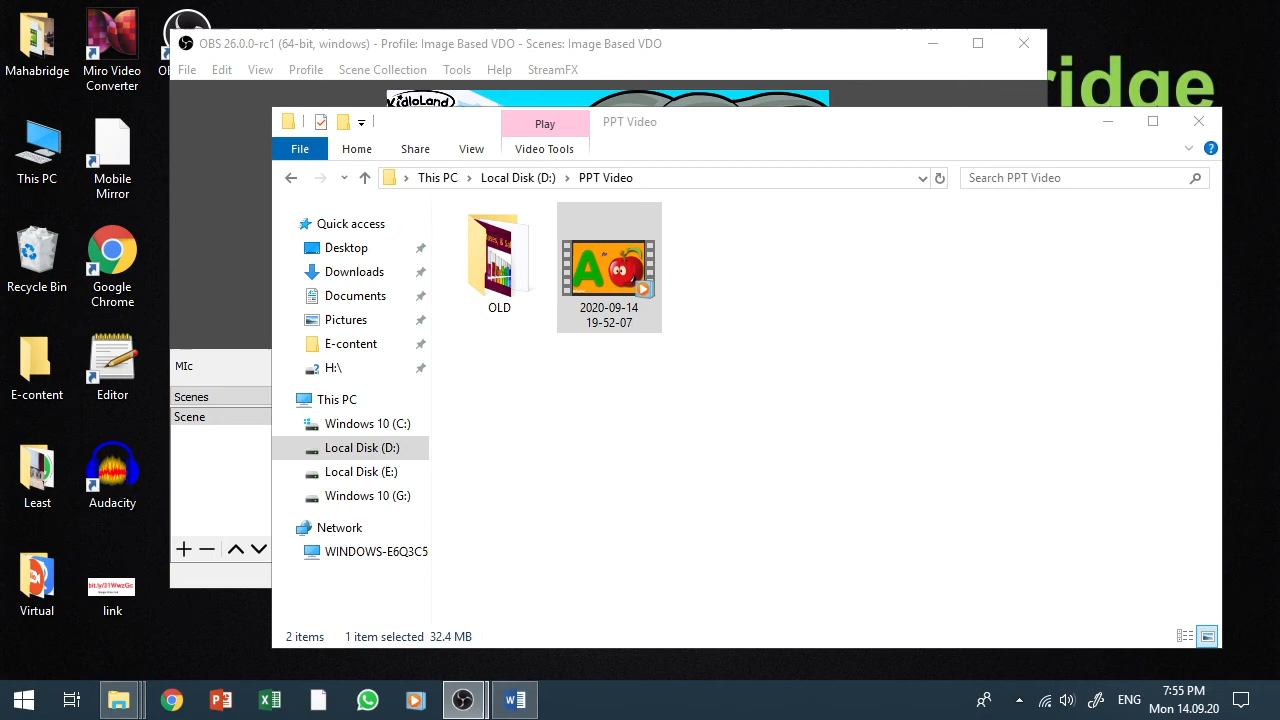 Mahabridge
Miro Video
Converter
This PC
Mobile
Mirror
Recycle Bin
Google
Chrome
E-content
Editor
Least
Audacity
Virtual
bit.ly/31WwzGc
link
ridge
OBS 26.0.0-rc1 (64-bit, windows) - Profile: Image Based VDO - Scenes: Image Based VDO
File Edit View Profile Scene Collection Tools Help StreamFX
KidloLand
MIc
Scenes
Scene
Play
PPT Video
File Home Share View Video Tools
This PC Local Disk (D:) PPT Video
Search PPT Video
Quick access
Desktop
Downloads
Documents
Pictures
E-content
H:\
This PC
Windows 10 (C:)
Local Disk (D:)
Local Disk (E:)
Windows 10 (G:)
Network
WINDOWS-E6Q3C5
OLD
A
2020-09-14
19-52-07
2 items 1 item selected 32.4 MB
ENG
7:55 PM
Mon 14.09.20